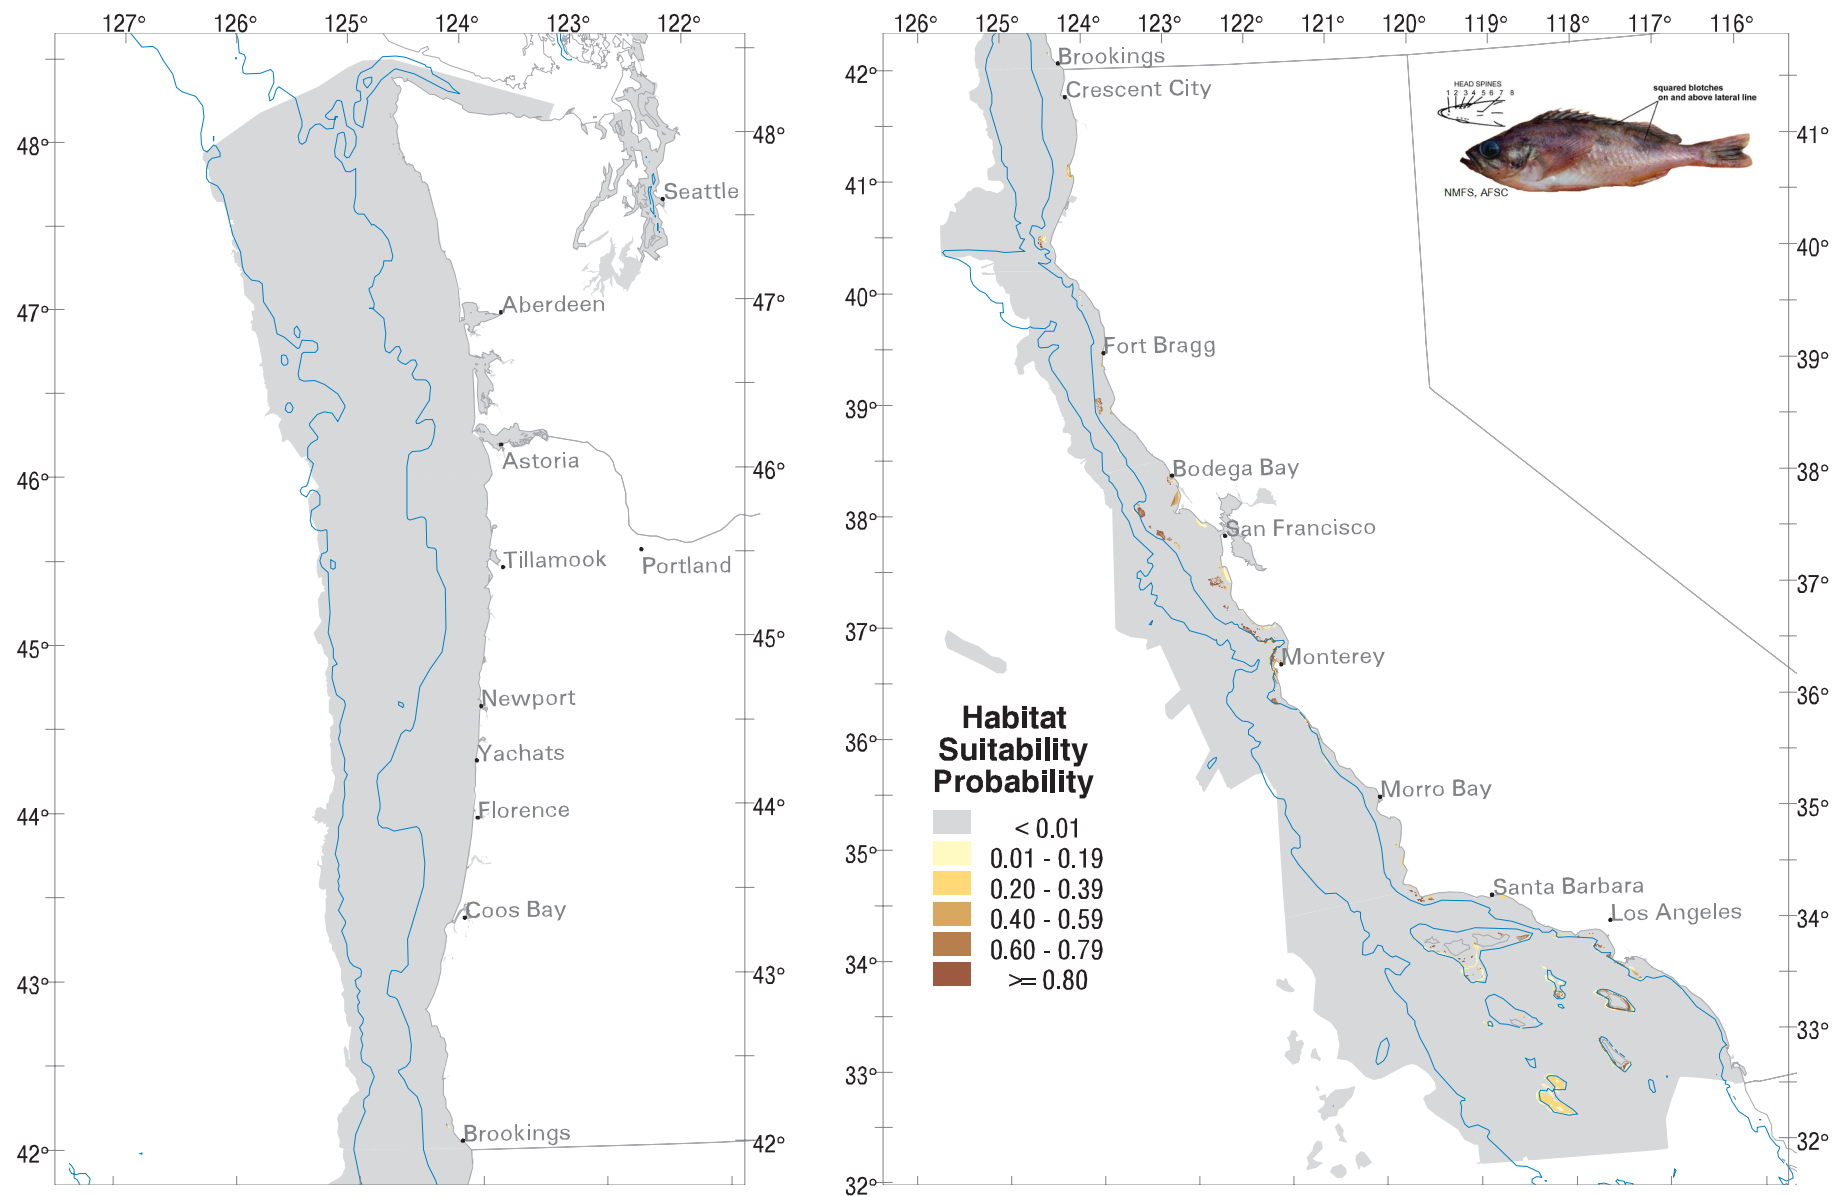 127° 125° 125° 124° 123° 122°
126° 125° 124° 123° 122° 121° 120° 119° 118° 117° 116°
48°
47°
46°
45°
44°
43°
42°
48°
47°
46°
45°
44°
43°
42°
Seattle
Aberdeen
Astoria
Tillamook
Portland
Newport
Yachats
Florence
Coos Bay
Brookings
42°
41°
40°
39°
38°
37°
36°
35°
34°
33°
32°
41°
40°
39°
38°
37°
36°
35°
34°
33°
32°
Brookings
Crescent City
HEAD SPINES
1 2 3 4 5 6 7 8
squared blotches
on and above lateral line
NMFS, AFSC
Fort Bragg
Bodega Bay
San Francisco
Monterey
Morro Bay
Santa Barbara
Los Angeles
Habitat
Suitability
Probability
< 0.01
0.01 - 0.19
0.20 - 0.39
0.40 - 0.59
0.60 - 0.79
>= 0.80